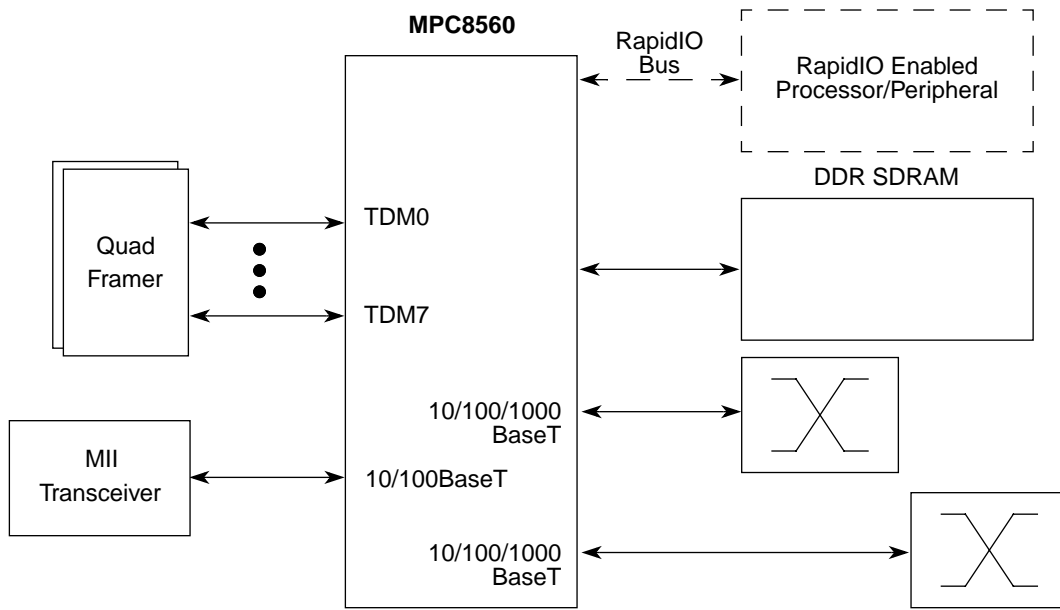 MPC8560
RapidIO
Bus
RapidIO Enabled
Processor/Peripheral
DDR SDRAM
Quad
Framer
TDM0
TDM7
10/100/1000
BaseT
MII
Transceiver
10/100BaseT
10/100/1000
BaseT